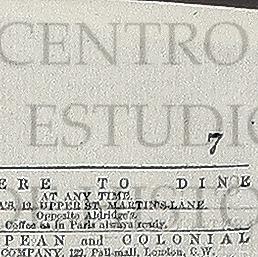 CENTRO
ESTUDIO
7
ERE TO DINE
AT ANY TIME.
12, UPPER ST. MARTIN'S-LANE.
Opposite Aldridge's.
Coffee as in Paris always ready.
PEAN and COLONIAL
COMPANY, 122, Pall-mall, London, S.W.